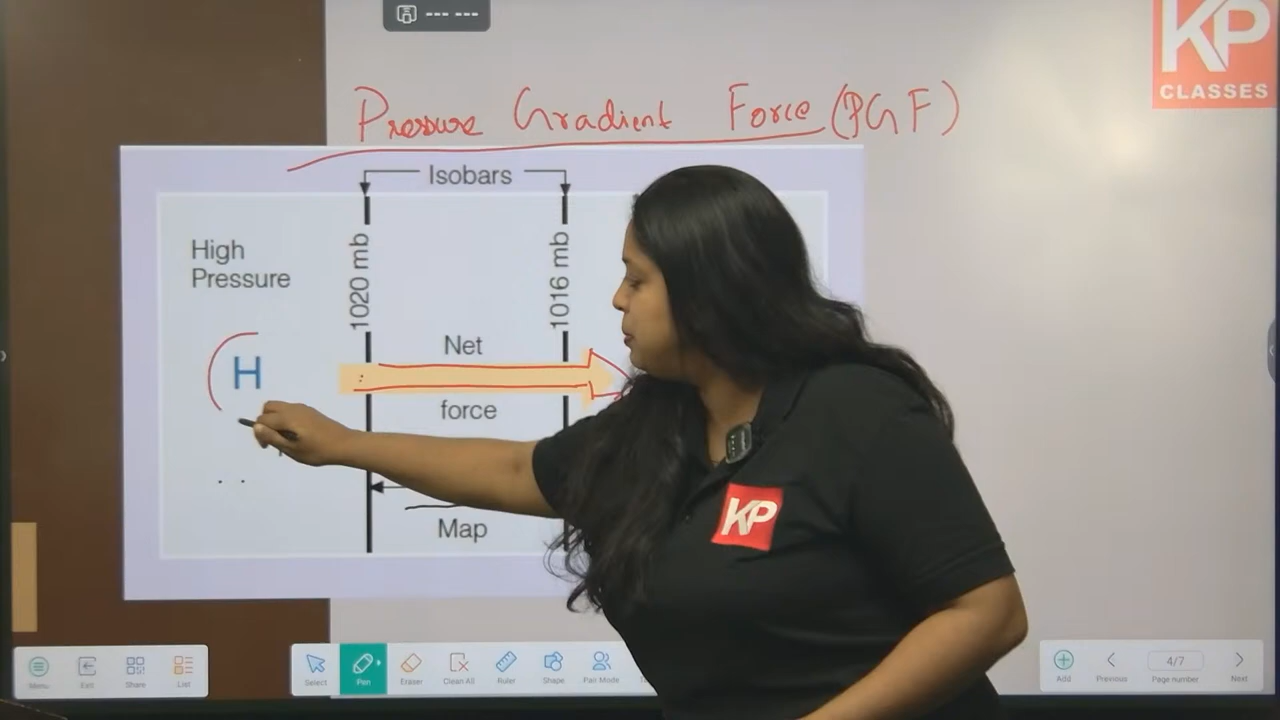 KP
CLASSES
Pressure Gradient Force (PGF)
Isobars
High
Pressure
1020 mb
1016 mb
H
Net
force
Map
KP
Menu
Exit
Share
List
Select
Pen
Eraser
Clean All
Ruler
Shape
Pair Mode
Add
Previous
4/7
Page number
Next